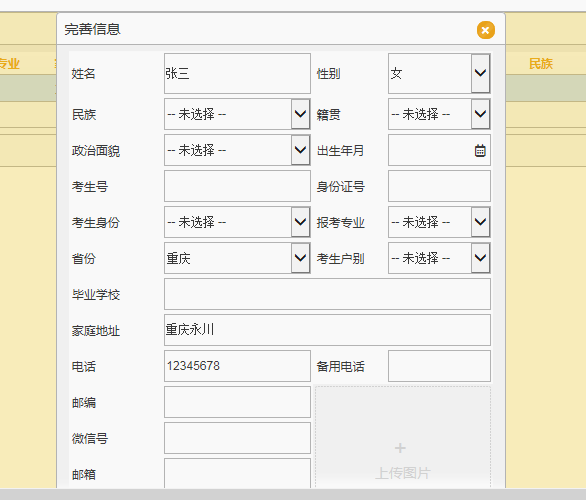 完善信息
专业
民族
姓名 张三 性别 女
民族 -- 未选择 -- 籍贯 -- 未选择 --
政治面貌 -- 未选择 -- 出生年月
考生号 身份证号
考生身份 -- 未选择 -- 报考专业 -- 未选择 --
省份 重庆 考生户别 -- 未选择 --
毕业学校
家庭地址 重庆永川
电话 12345678 备用电话
邮编
微信号
+
上传图片
邮箱